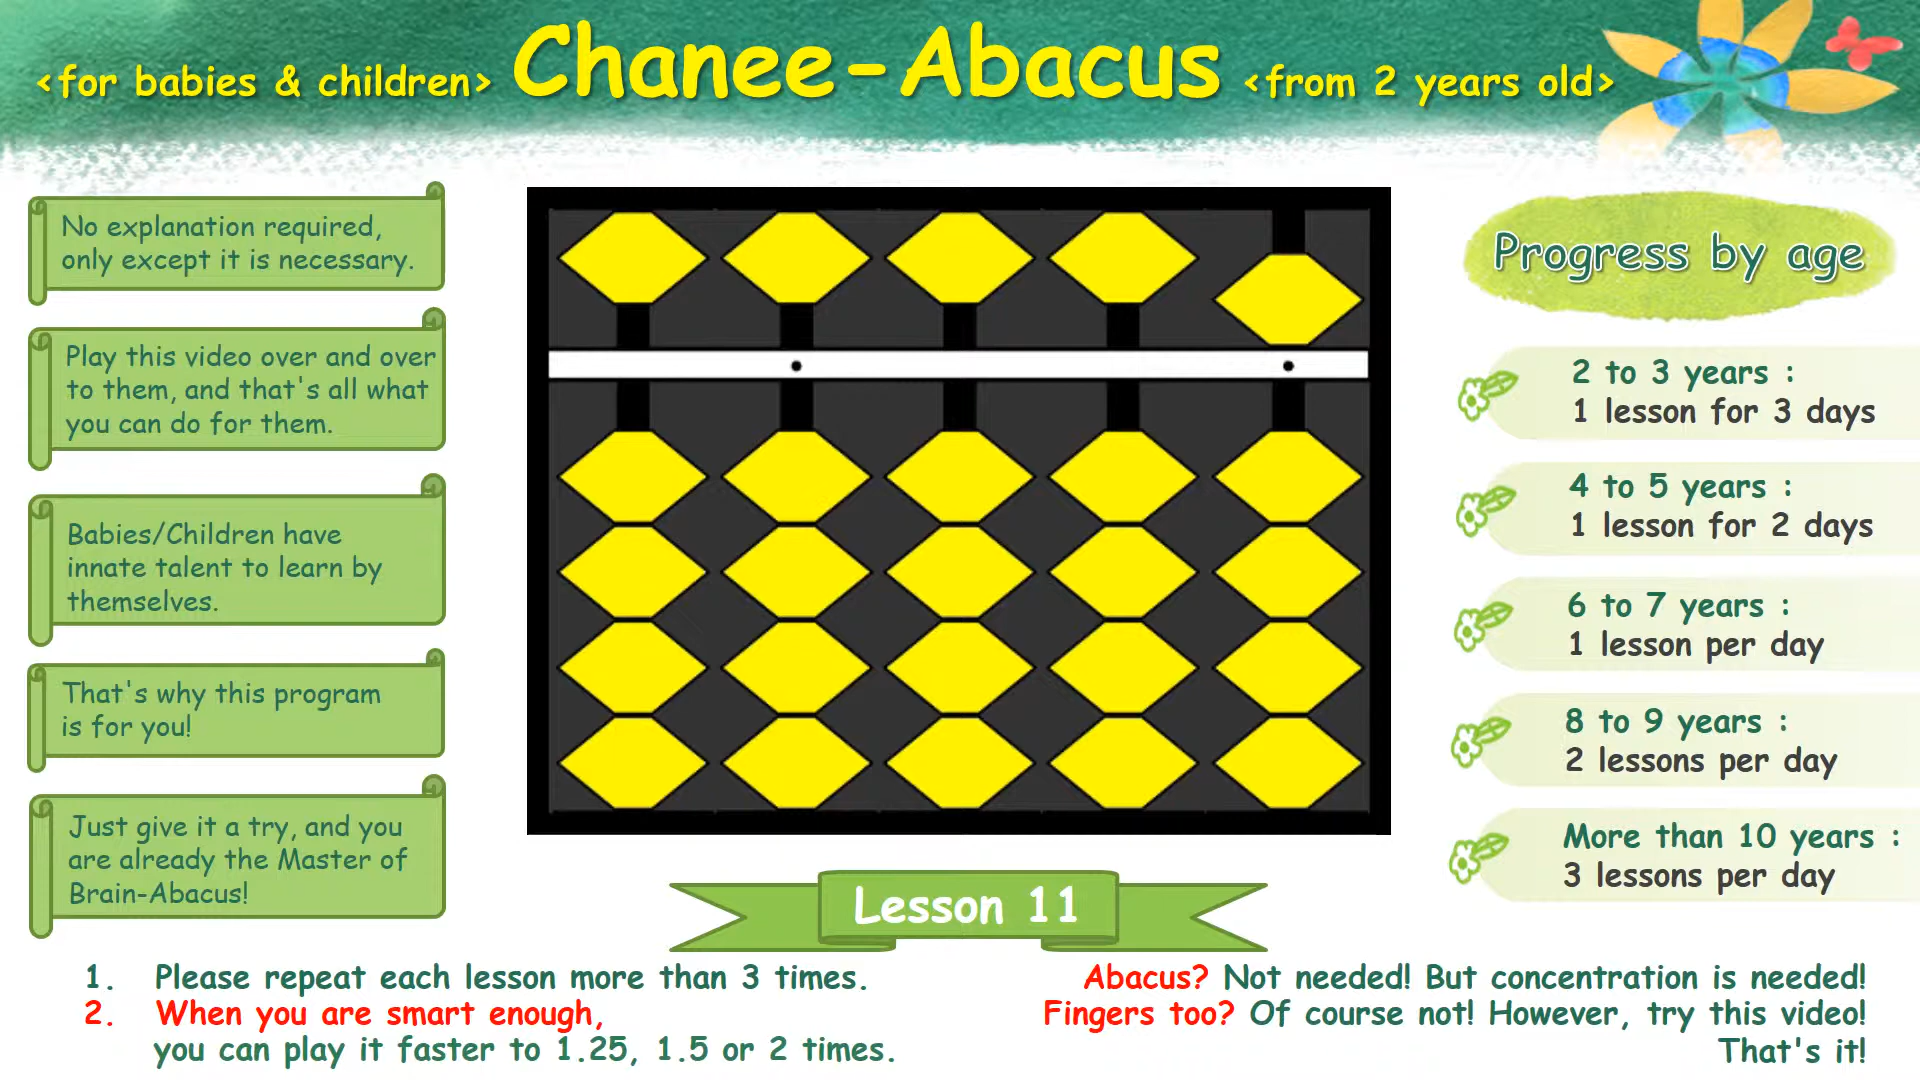 <for babies & children> Chanee-Abacus <from 2 years old>
No explanation required,
only except it is necessary.
Play this video over and over
to them, and that's all what
you can do for them.
Babies/Children have
innate talent to learn by
themselves.
That's why this program
is for you!
Just give it a try, and you
are already the Master of
Brain-Abacus!
Lesson 11
Progress by age
2 to 3 years :
1 lesson for 3 days
4 to 5 years :
1 lesson for 2 days
6 to 7 years :
1 lesson per day
8 to 9 years :
2 lessons per day
More than 10 years :
3 lessons per day
1. Please repeat each lesson more than 3 times.
2. When you are smart enough,
you can play it faster to 1.25, 1.5 or 2 times.
Abacus? Not needed! But concentration is needed!
Fingers too? Of course not! However, try this video!
That's it!